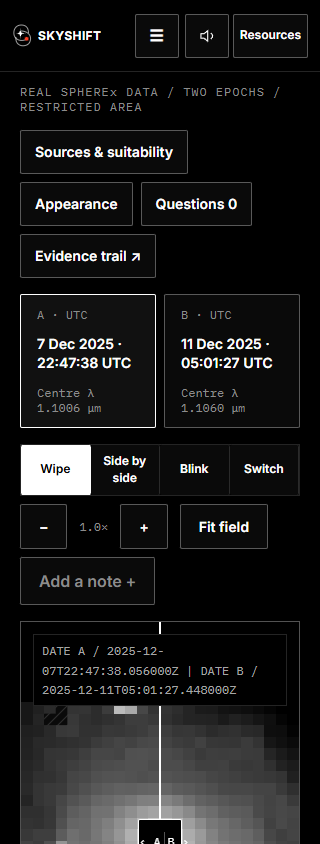 SKYSHIFT
Resources
REAL SPHEREx DATA / TWO EPOCHS /
RESTRICTED AREA
Sources & suitability
Appearance
Questions 0
Evidence trail ↗
A · UTC
7 Dec 2025 ·
22:47:38 UTC
Centre λ
1.1006 µm
B · UTC
11 Dec 2025 ·
05:01:27 UTC
Centre λ
1.1060 µm
Wipe
Side by
side
Blink
Switch
−
1.0×
+
Fit field
Add a note +
DATE A / 2025-12-
07T22:47:38.056000Z | DATE B /
2025-12-11T05:01:27.448000Z
‹ A | B ›